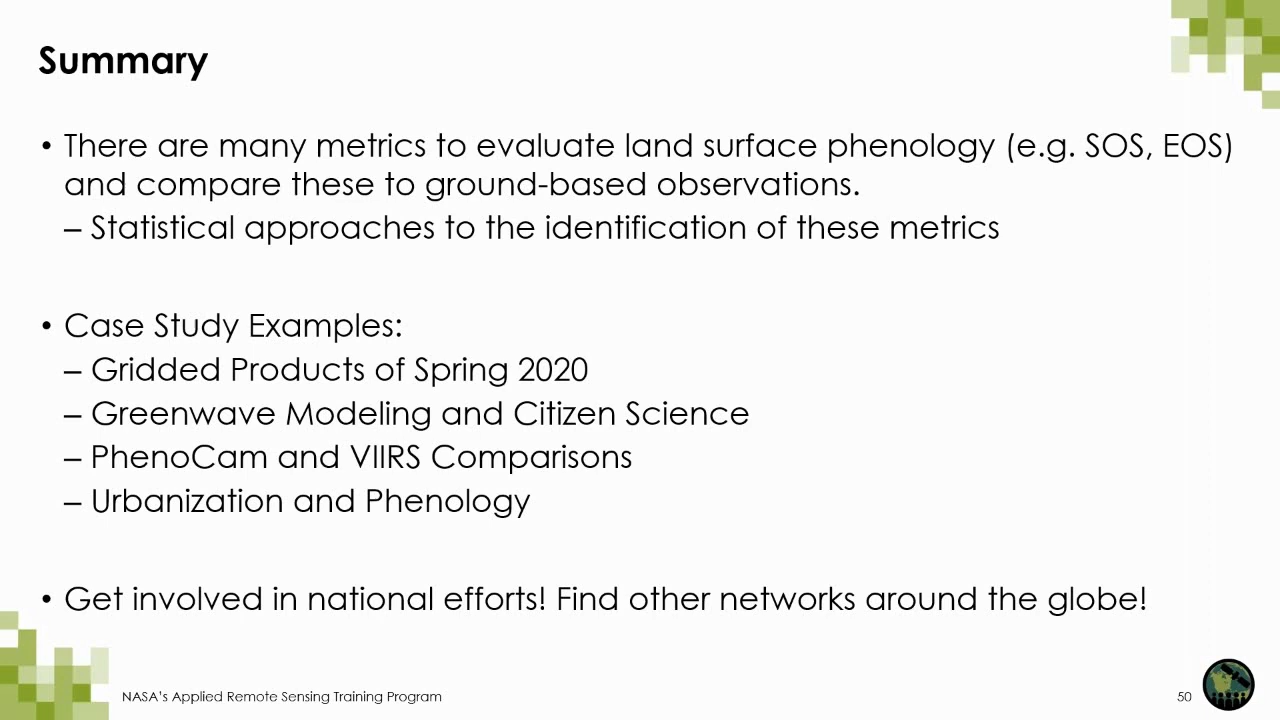 Summary
• There are many metrics to evaluate land surface phenology (e.g. SOS, EOS)
and compare these to ground-based observations.
– Statistical approaches to the identification of these metrics
• Case Study Examples:
– Gridded Products of Spring 2020
– Greenwave Modeling and Citizen Science
– PhenoCam and VIIRS Comparisons
– Urbanization and Phenology
• Get involved in national efforts! Find other networks around the globe!
NASA's Applied Remote Sensing Training Program
50